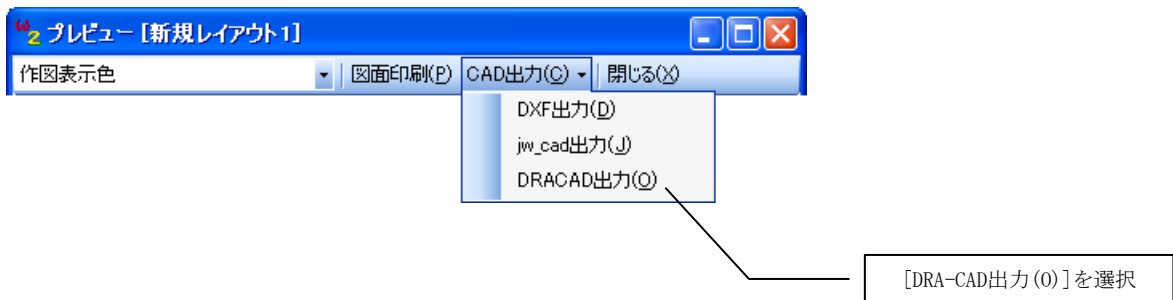 ω2 プレビュー [新規レイアウト1]
作図表示色 図面印刷(P) CAD出力(C) 閉じる(X)
DXF出力(D)
jw_cad出力(J)
DRACAD出力(O)
[DRA-CAD出力(O)]を選択